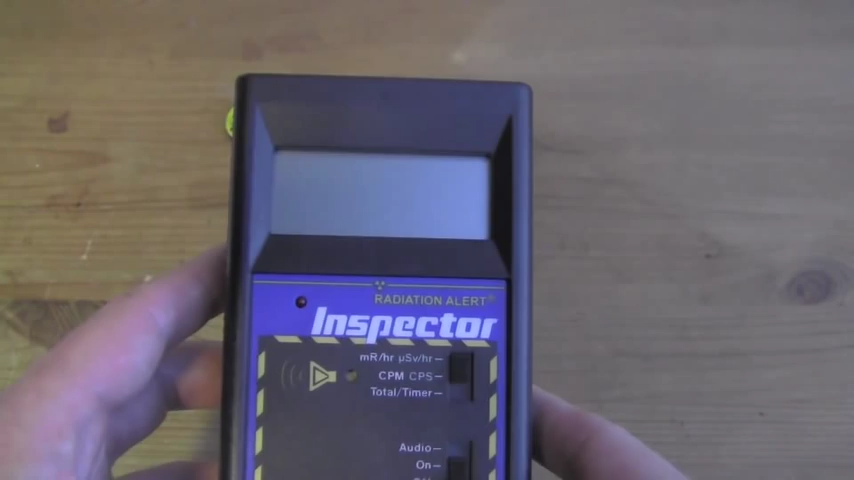 RADIATION ALERT®
Inspector
mR/hr µSv/hr
CPM CPS
Total/Timer
Audio
On